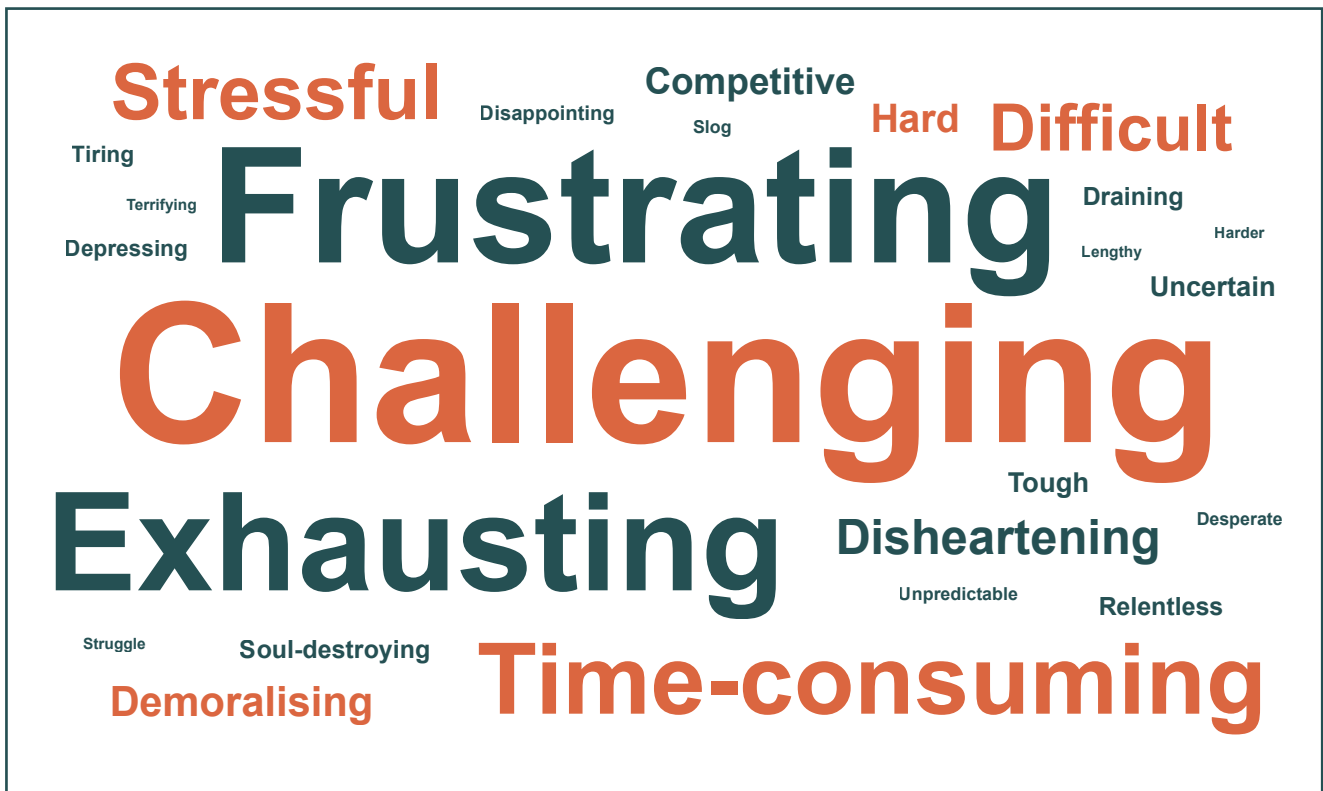 Stressful
Competitive
Disappointing
Slog
Hard
Difficult
Tiring
Frustrating
Draining
Terrifying
Harder
Depressing
Lengthy
Uncertain
Challenging
Tough
Exhausting
Disheartening
Desperate
Unpredictable
Relentless
Struggle
Soul-destroying
Time-consuming
Demoralising